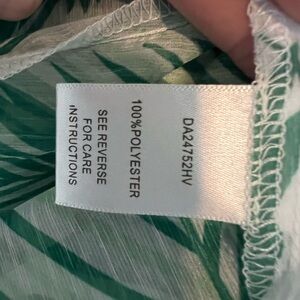 DA24752HV
100%POLYESTER
SEE REVERSE
FOR CARE
INSTRUCTIONS